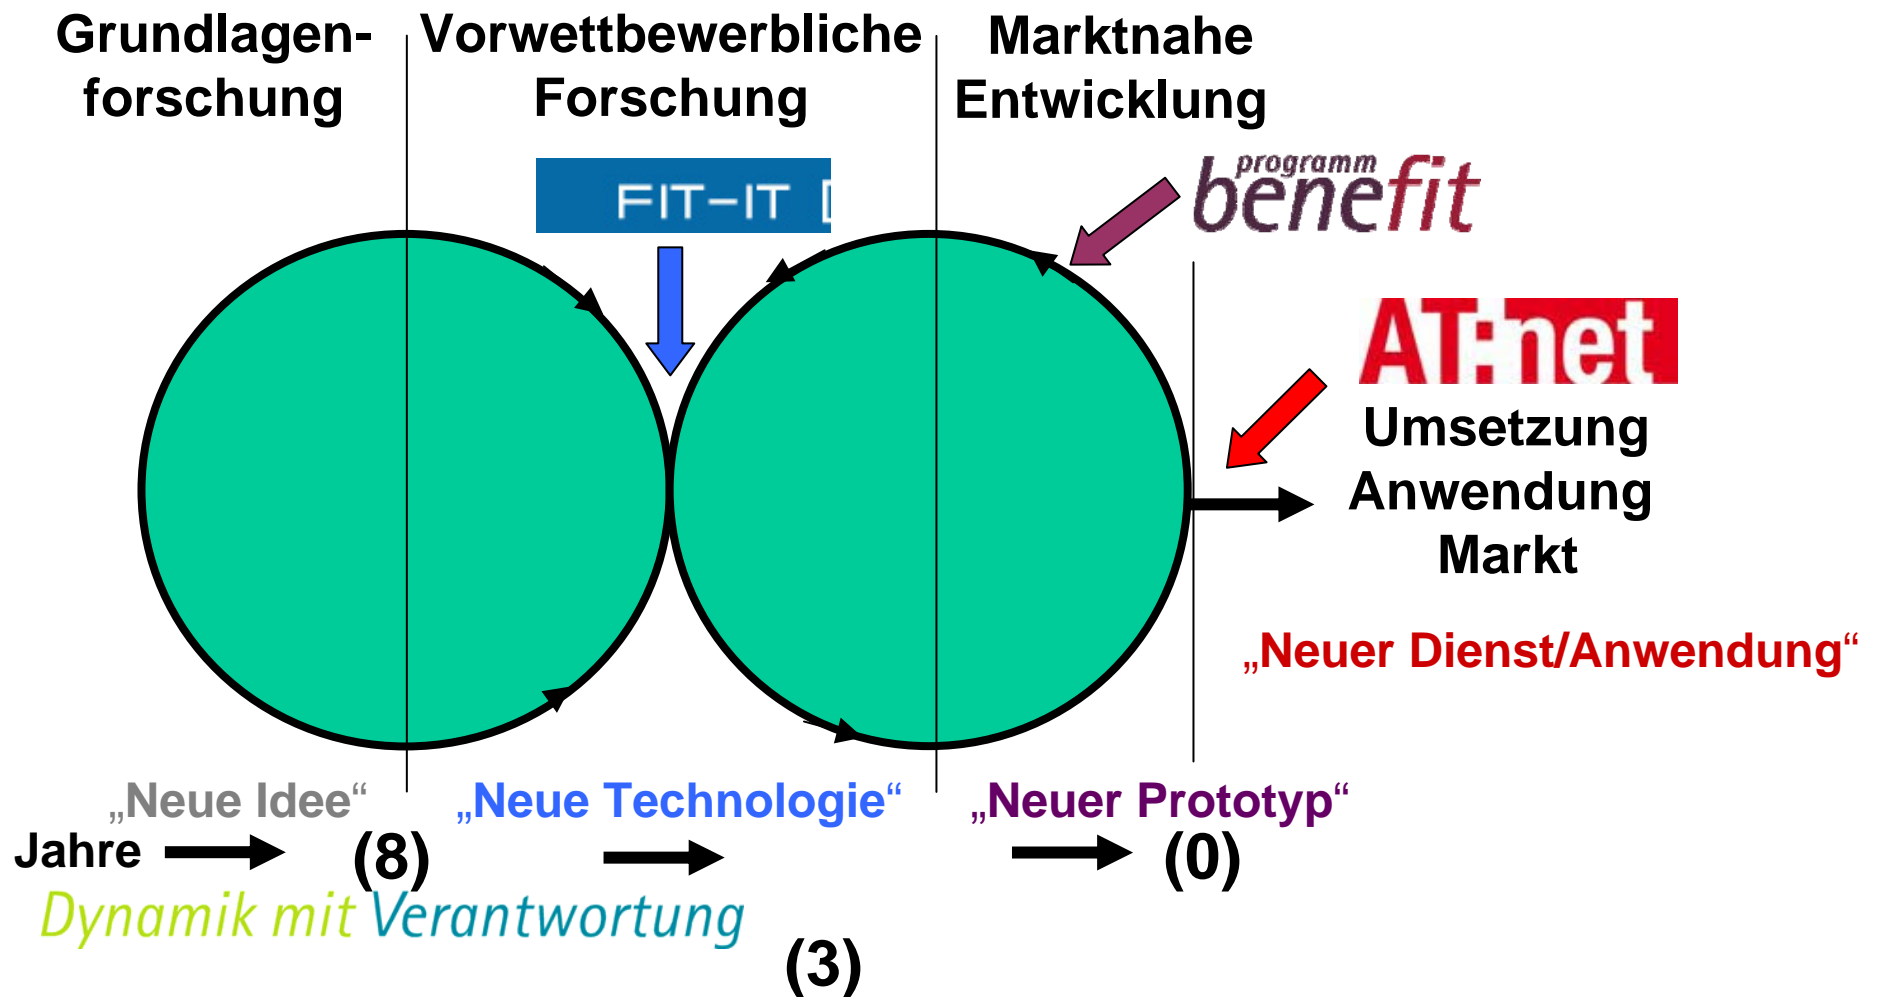 Grundlagen-
forschung
Vorwettbewerbliche
Forschung
Marktnahe
Entwicklung
FIT-IT [
programm
benefit
AT:net
Umsetzung
Anwendung
Markt
„Neuer Dienst/Anwendung“
„Neue Idee“
„Neue Technologie“
„Neuer Prototyp“
Jahre
(8)
(0)
Dynamik mit Verantwortung
(3)